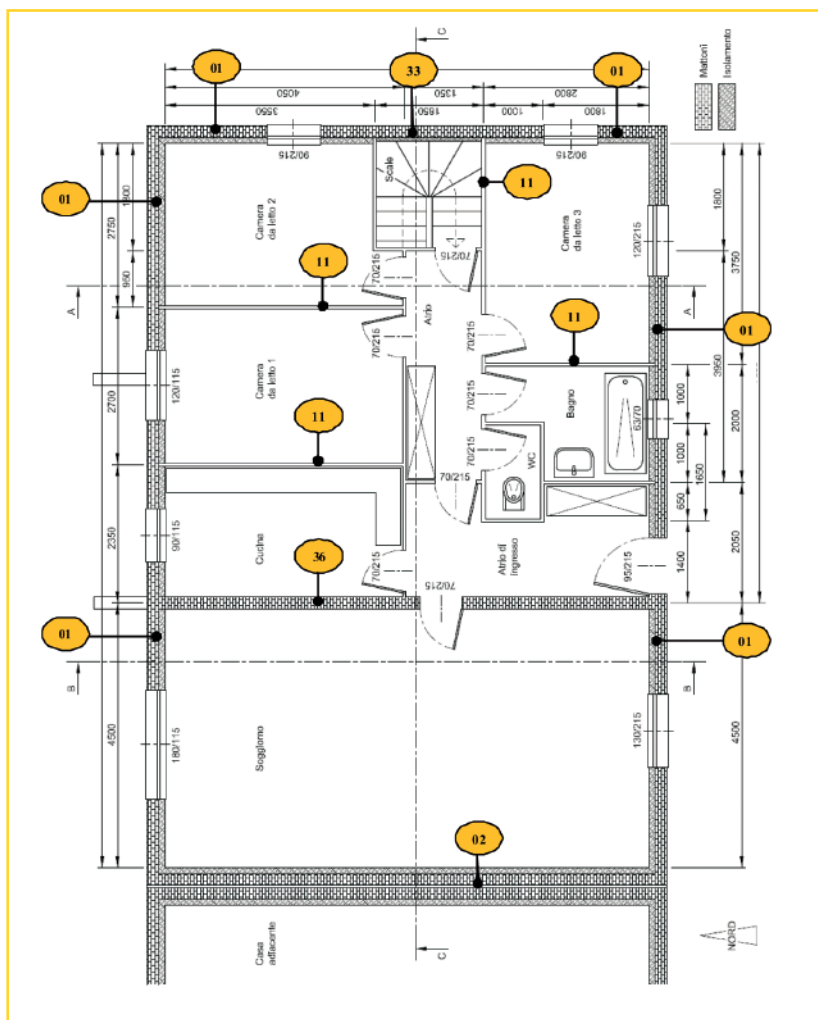 C
01
33
01
4050
1350
2800
3550
1850
1000
1800
Mattoni
Isolamento
90/215
90/215
Scale
01
11
1800
2750
Camera
da letto 2
Camera
da letto 3
120/215
1800
3750
950
11
70/215
70/215
A
A
Atrio
11
01
70/215
70/215
3950
120/115
2700
Camera
da letto 1
70/215
Bagno
63/70
1000
2000
11
70/215
WC
70/215
1000
1650
650
2350
90/115
Cucina
36
70/215
70/215
Atrio di
ingresso
95/215
1400
2050
01
01
B
B
4500
180/115
Soggiorno
130/215
4500
02
Casa
adiacente
C
NORD